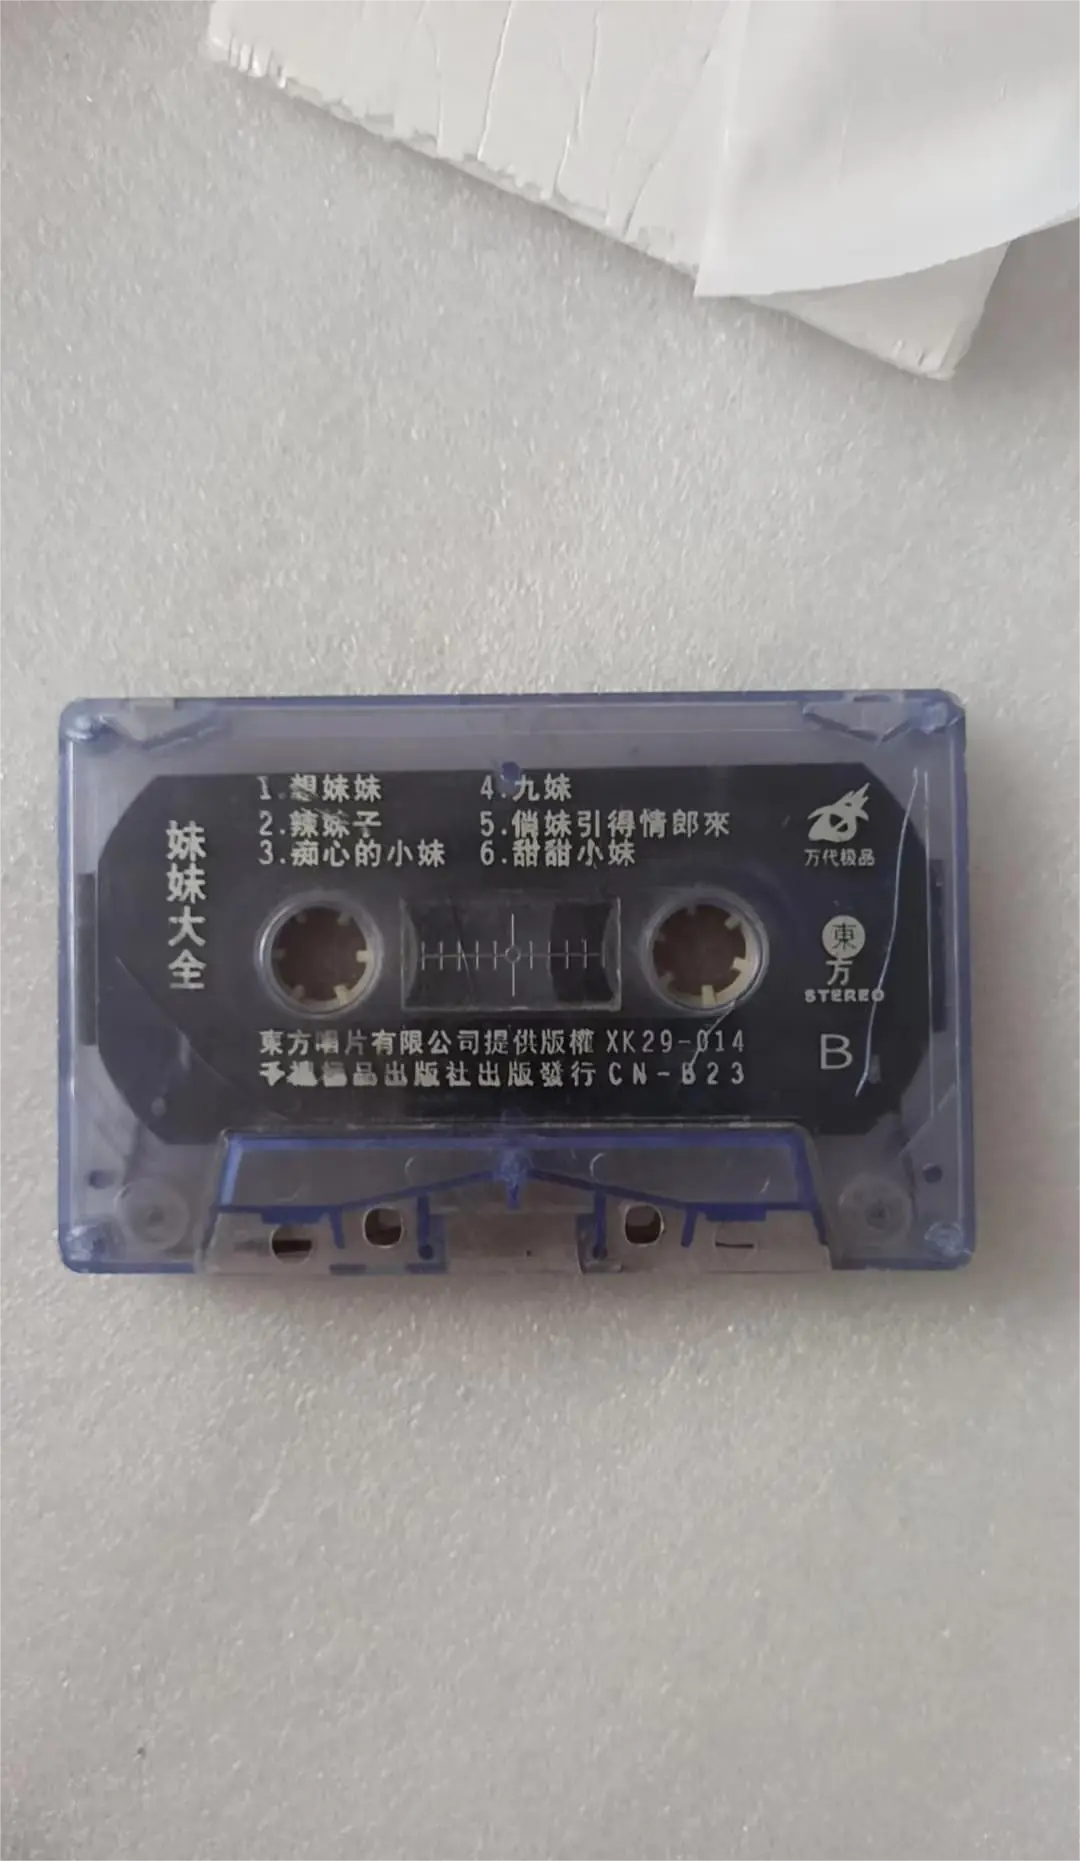 妹妹大全
1.想妹妹
2.辣妹子
3.痴心的小妹
4.九妹
5.俏妹引得情郎來
6.甜甜小妹
万代极品
東方
STEREO
B
東方唱片有限公司提供版權 XK29-014
品出版社出版發行 CN-B23